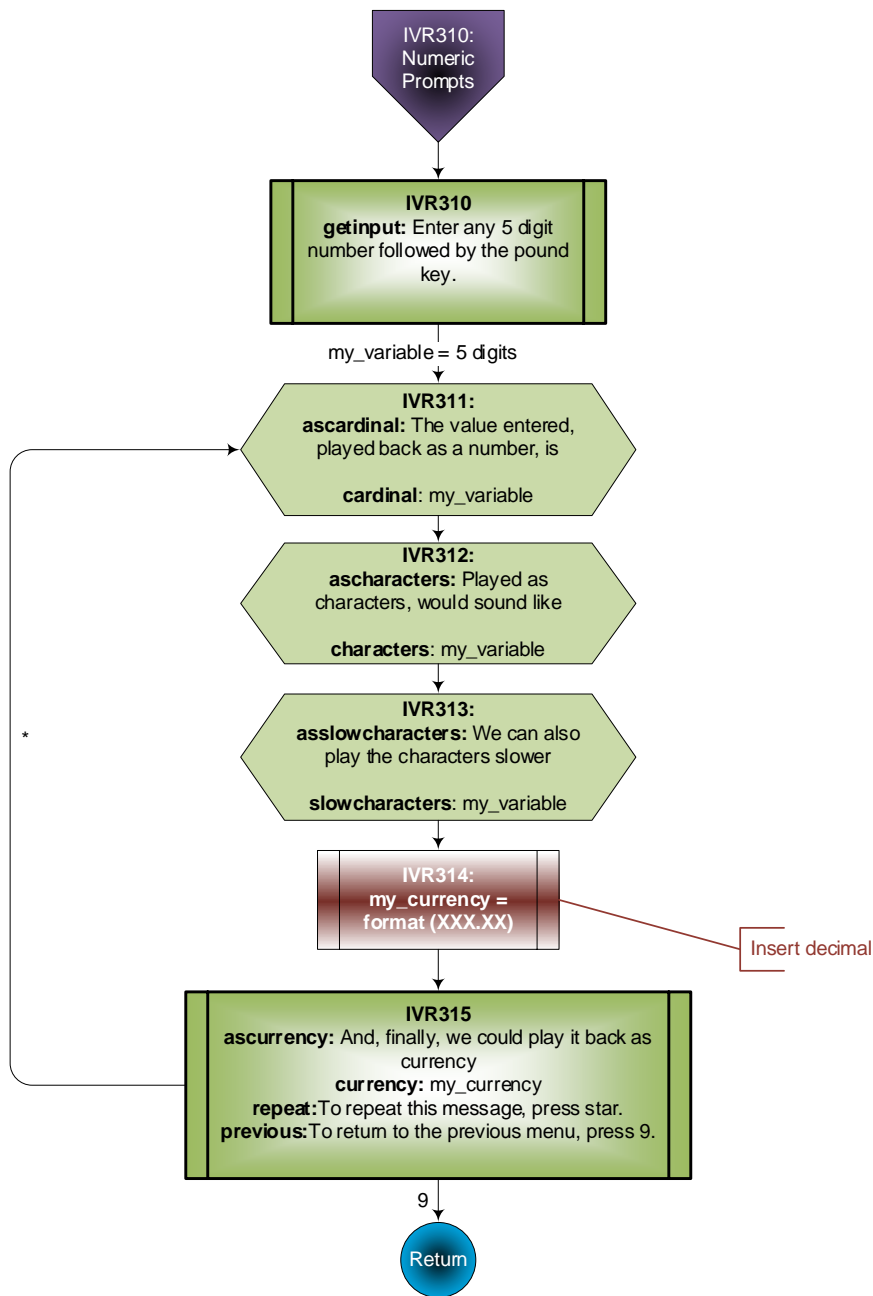 IVR310:
Numeric
Prompts
IVR310
getinput: Enter any 5 digit
number followed by the pound
key.
my_variable = 5 digits
IVR311:
ascardinal: The value entered,
played back as a number, is
cardinal: my_variable
IVR312:
ascharacters: Played as
characters, would sound like
characters: my_variable
IVR313:
asslowcharacters: We can also
play the characters slower
slowcharacters: my_variable
*
IVR314:
my_currency =
format (XXX.XX)
Insert decimal
IVR315
ascurrency: And, finally, we could play it back as
currency
currency: my_currency
repeat:To repeat this message, press star.
previous:To return to the previous menu, press 9.
9
Return